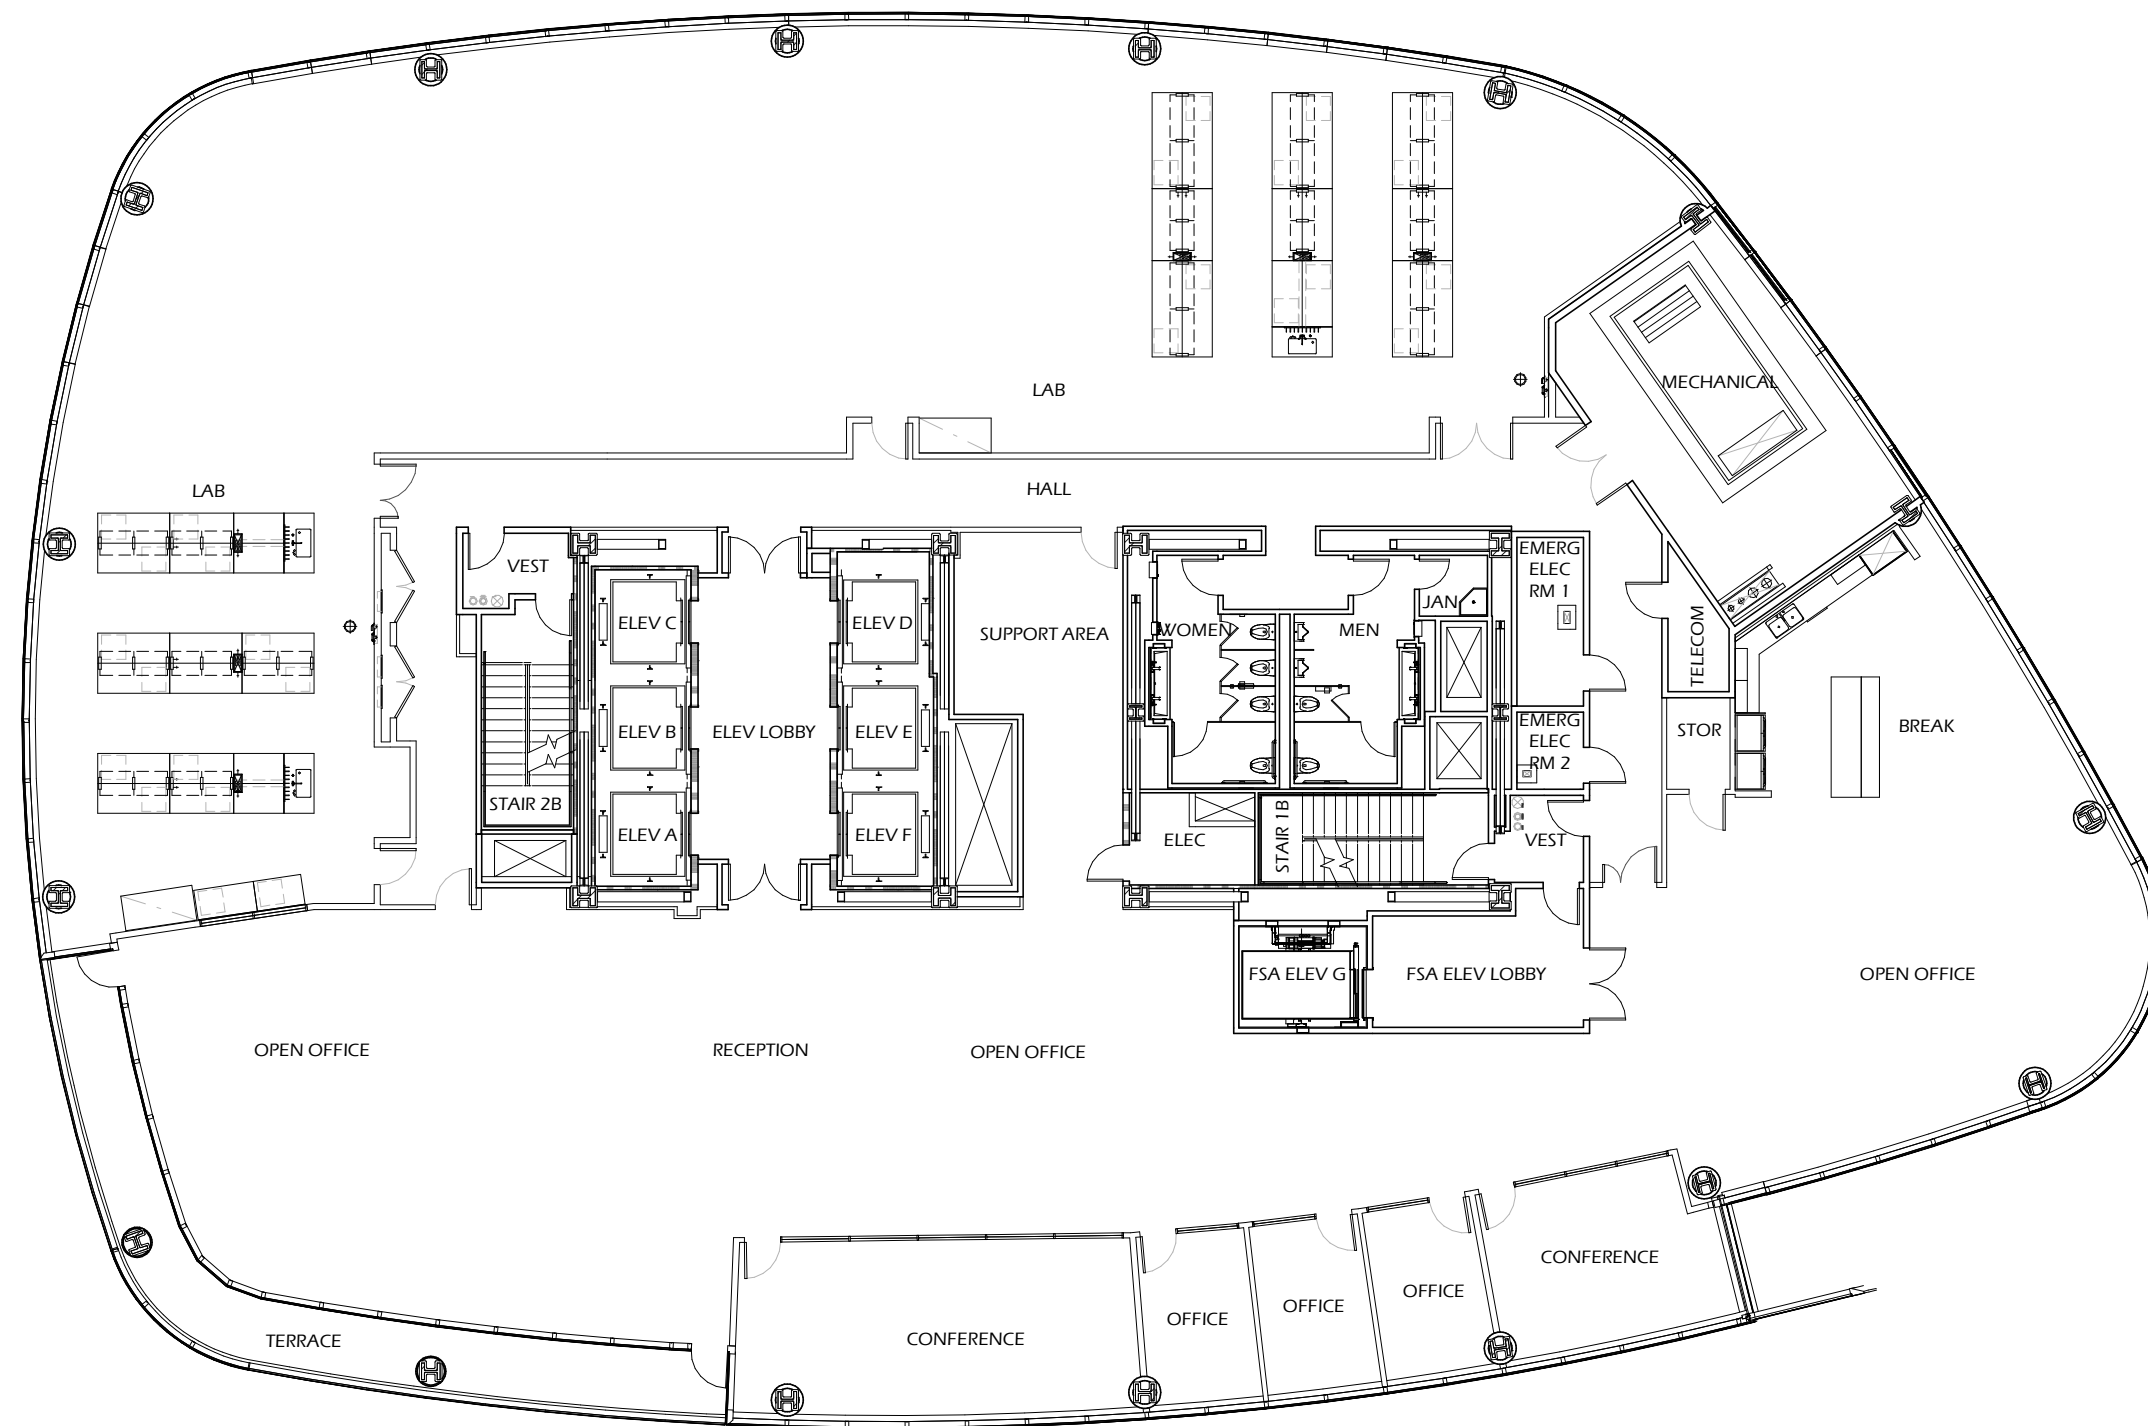 LAB
MECHANICAL
LAB
HALL
VEST
EMERG
ELEC
RM 1
JAN
ELEV C
ELEV D
SUPPORT AREA
WOMEN
MEN
TELECOM
ELEV B
ELEV LOBBY
ELEV E
EMERG
ELEC
RM 2
STOR
BREAK
STAIR 2B
ELEV A
ELEV F
ELEC
STAIR 1B
VEST
FSA ELEV G
FSA ELEV LOBBY
OPEN OFFICE
OPEN OFFICE
RECEPTION
OPEN OFFICE
CONFERENCE
OFFICE
OFFICE
OFFICE
CONFERENCE
TERRACE